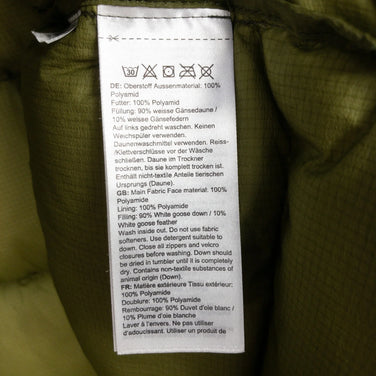 30
DE: Oberstoff Aussenmaterial: 100%
Polyamid
Futter: 100% Polyamid
Füllung: 90% weisse Gänsedaune /
10% weisse Gänsefedern
Auf links gedreht waschen. Keinen
Weichspüler verwenden.
Daunenwaschmittel verwenden. Reiss-
/Klettverschlüsse vor der Wäsche
schließen. Daune im Trockner
trocknen, bis sie komplett trocken ist.
Enthält nicht-textile Anteile tierischen
Ursprungs (Daune).
GB: Main Fabric Face material: 100%
Polyamide
Lining: 100% Polyamide
Filling: 90% White goose down / 10%
White goose feather
Wash inside out. Do not use fabric
softeners. Use detergent suitable to
down. Close all zippers and velcro
closures before washing. Down should
be dried in tumbler until it is completely
dry. Contains non-textile substances of
animal origin (Down).
FR: Matière extérieure Tissu extérieur:
100% Polyamide
Doublure: 100% Polyamide
Rembourrage: 90% Duvet d'oie blanc /
10% Plume d'oie blanche
Laver à l'envers. Ne pas utiliser
d'adoucissant. Utiliser un produit de